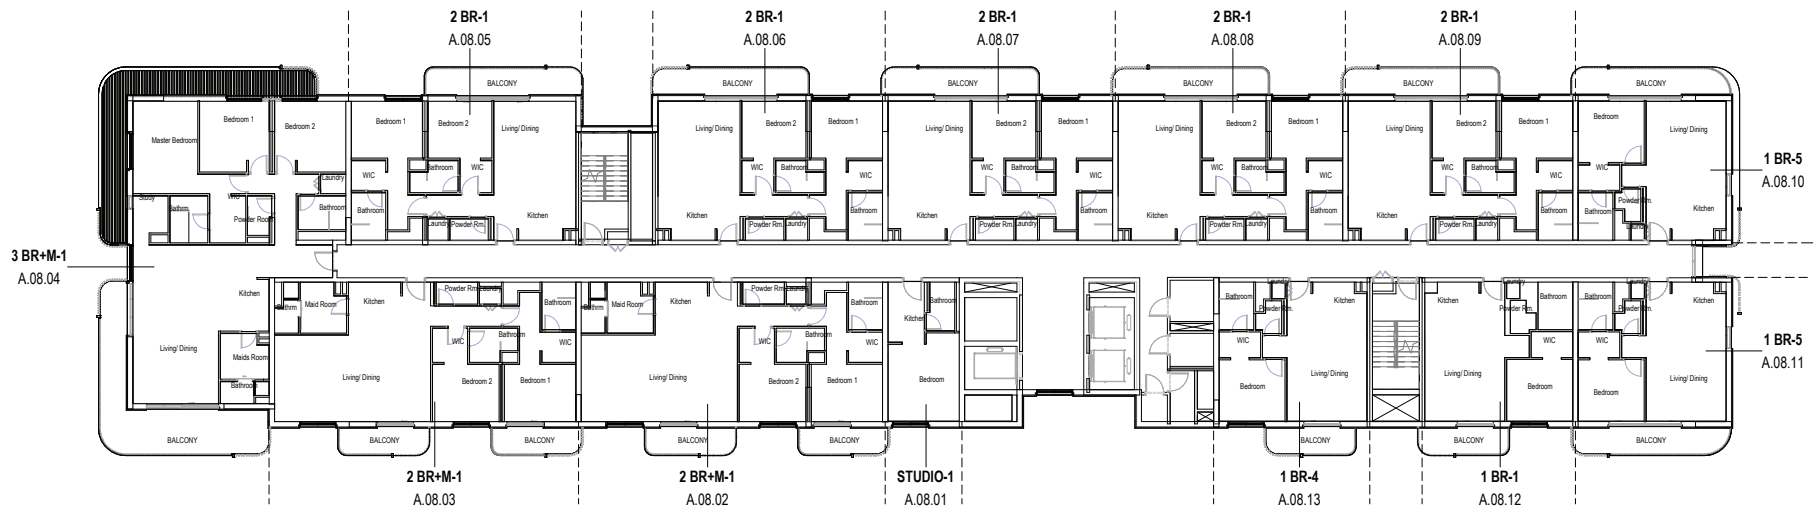 2 BR-1
A.08.05
2 BR-1
A.08.06
2 BR-1
A.08.07
2 BR-1
A.08.08
2 BR-1
A.08.09
BALCONY
BALCONY
BALCONY
BALCONY
BALCONY
BALCONY
Master Bedroom
Bedroom 1
Bedroom 2
Laundry
Study
Bathrm.
WIC
Powder Room
Bathroom
Bedroom 1
Bedroom 2
Living/ Dining
WIC
Bathroom
WIC
Bathroom
Laundry
Powder Rm.
Kitchen
Living/ Dining
Bedroom 2
Bedroom 1
WIC
Bathroom
WIC
Kitchen
Powder Rm.
Laundry
Bathroom
Living/ Dining
Bedroom 2
Bedroom 1
WIC
Bathroom
WIC
Kitchen
Powder Rm.
Laundry
Bathroom
Living/ Dining
Bedroom 2
Bedroom 1
WIC
Bathroom
WIC
Kitchen
Powder Rm.
Laundry
Bathroom
Living/ Dining
Bedroom 2
Bedroom 1
WIC
Bathroom
WIC
Kitchen
Powder Rm.
Laundry
Bathroom
Bedroom
Living/ Dining
WIC
Powder Rm.
Bathroom
Laundry
Kitchen
1 BR-5
A.08.10
3 BR+M-1
A.08.04
Kitchen
Living/ Dining
Maids Room
Bathroom
BALCONY
Bathrm
Maid Room
Kitchen
Powder Rm.
Laundry
Bathroom
WIC
Bathroom
WIC
Living/ Dining
Bedroom 2
Bedroom 1
BALCONY
BALCONY
Bathrm
Maid Room
Kitchen
Powder Rm.
Laundry
Bathroom
WIC
Bathroom
WIC
Living/ Dining
Bedroom 2
Bedroom 1
BALCONY
BALCONY
Kitchen
Bathroom
Bedroom
BALCONY
Bathroom
Laundry
Powder Rm.
Kitchen
WIC
Bedroom
Living/ Dining
BALCONY
Kitchen
Laundry
Powder Rm.
Bathroom
WIC
Living/ Dining
Bedroom
BALCONY
Bathroom
Laundry
Powder Rm.
Kitchen
WIC
Bedroom
Living/ Dining
BALCONY
1 BR-5
A.08.11
2 BR+M-1
A.08.03
2 BR+M-1
A.08.02
STUDIO-1
A.08.01
1 BR-4
A.08.13
1 BR-1
A.08.12